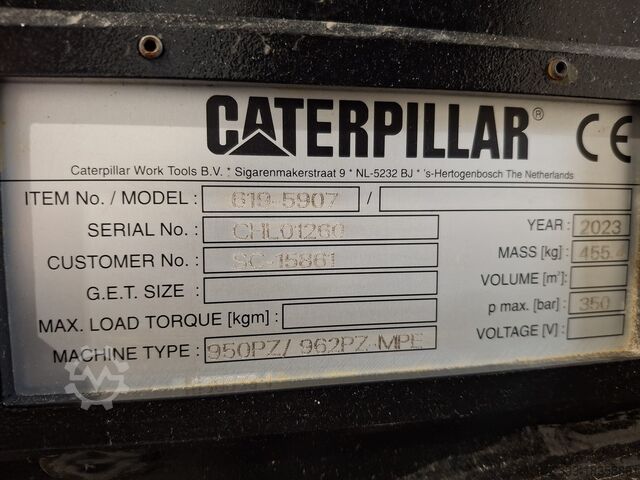 CATERPILLAR®
CE
Caterpillar Work Tools B.V. * Sigarenmakerstraat 9 * NL-5232 BJ * 's-Hertogenbosch The Netherlands
ITEM No. / MODEL : 619-5907 /
SERIAL No. : CHL01260
CUSTOMER No. : SC-15861
G.E.T. SIZE :
MAX. LOAD TORQUE [kgm] :
MACHINE TYPE : 950PZ/ 962PZ-MPE
YEAR : 2023
MASS [kg] : 455.4
VOLUME [m³]:
p max. [bar] : 350
VOLTAGE [V] :